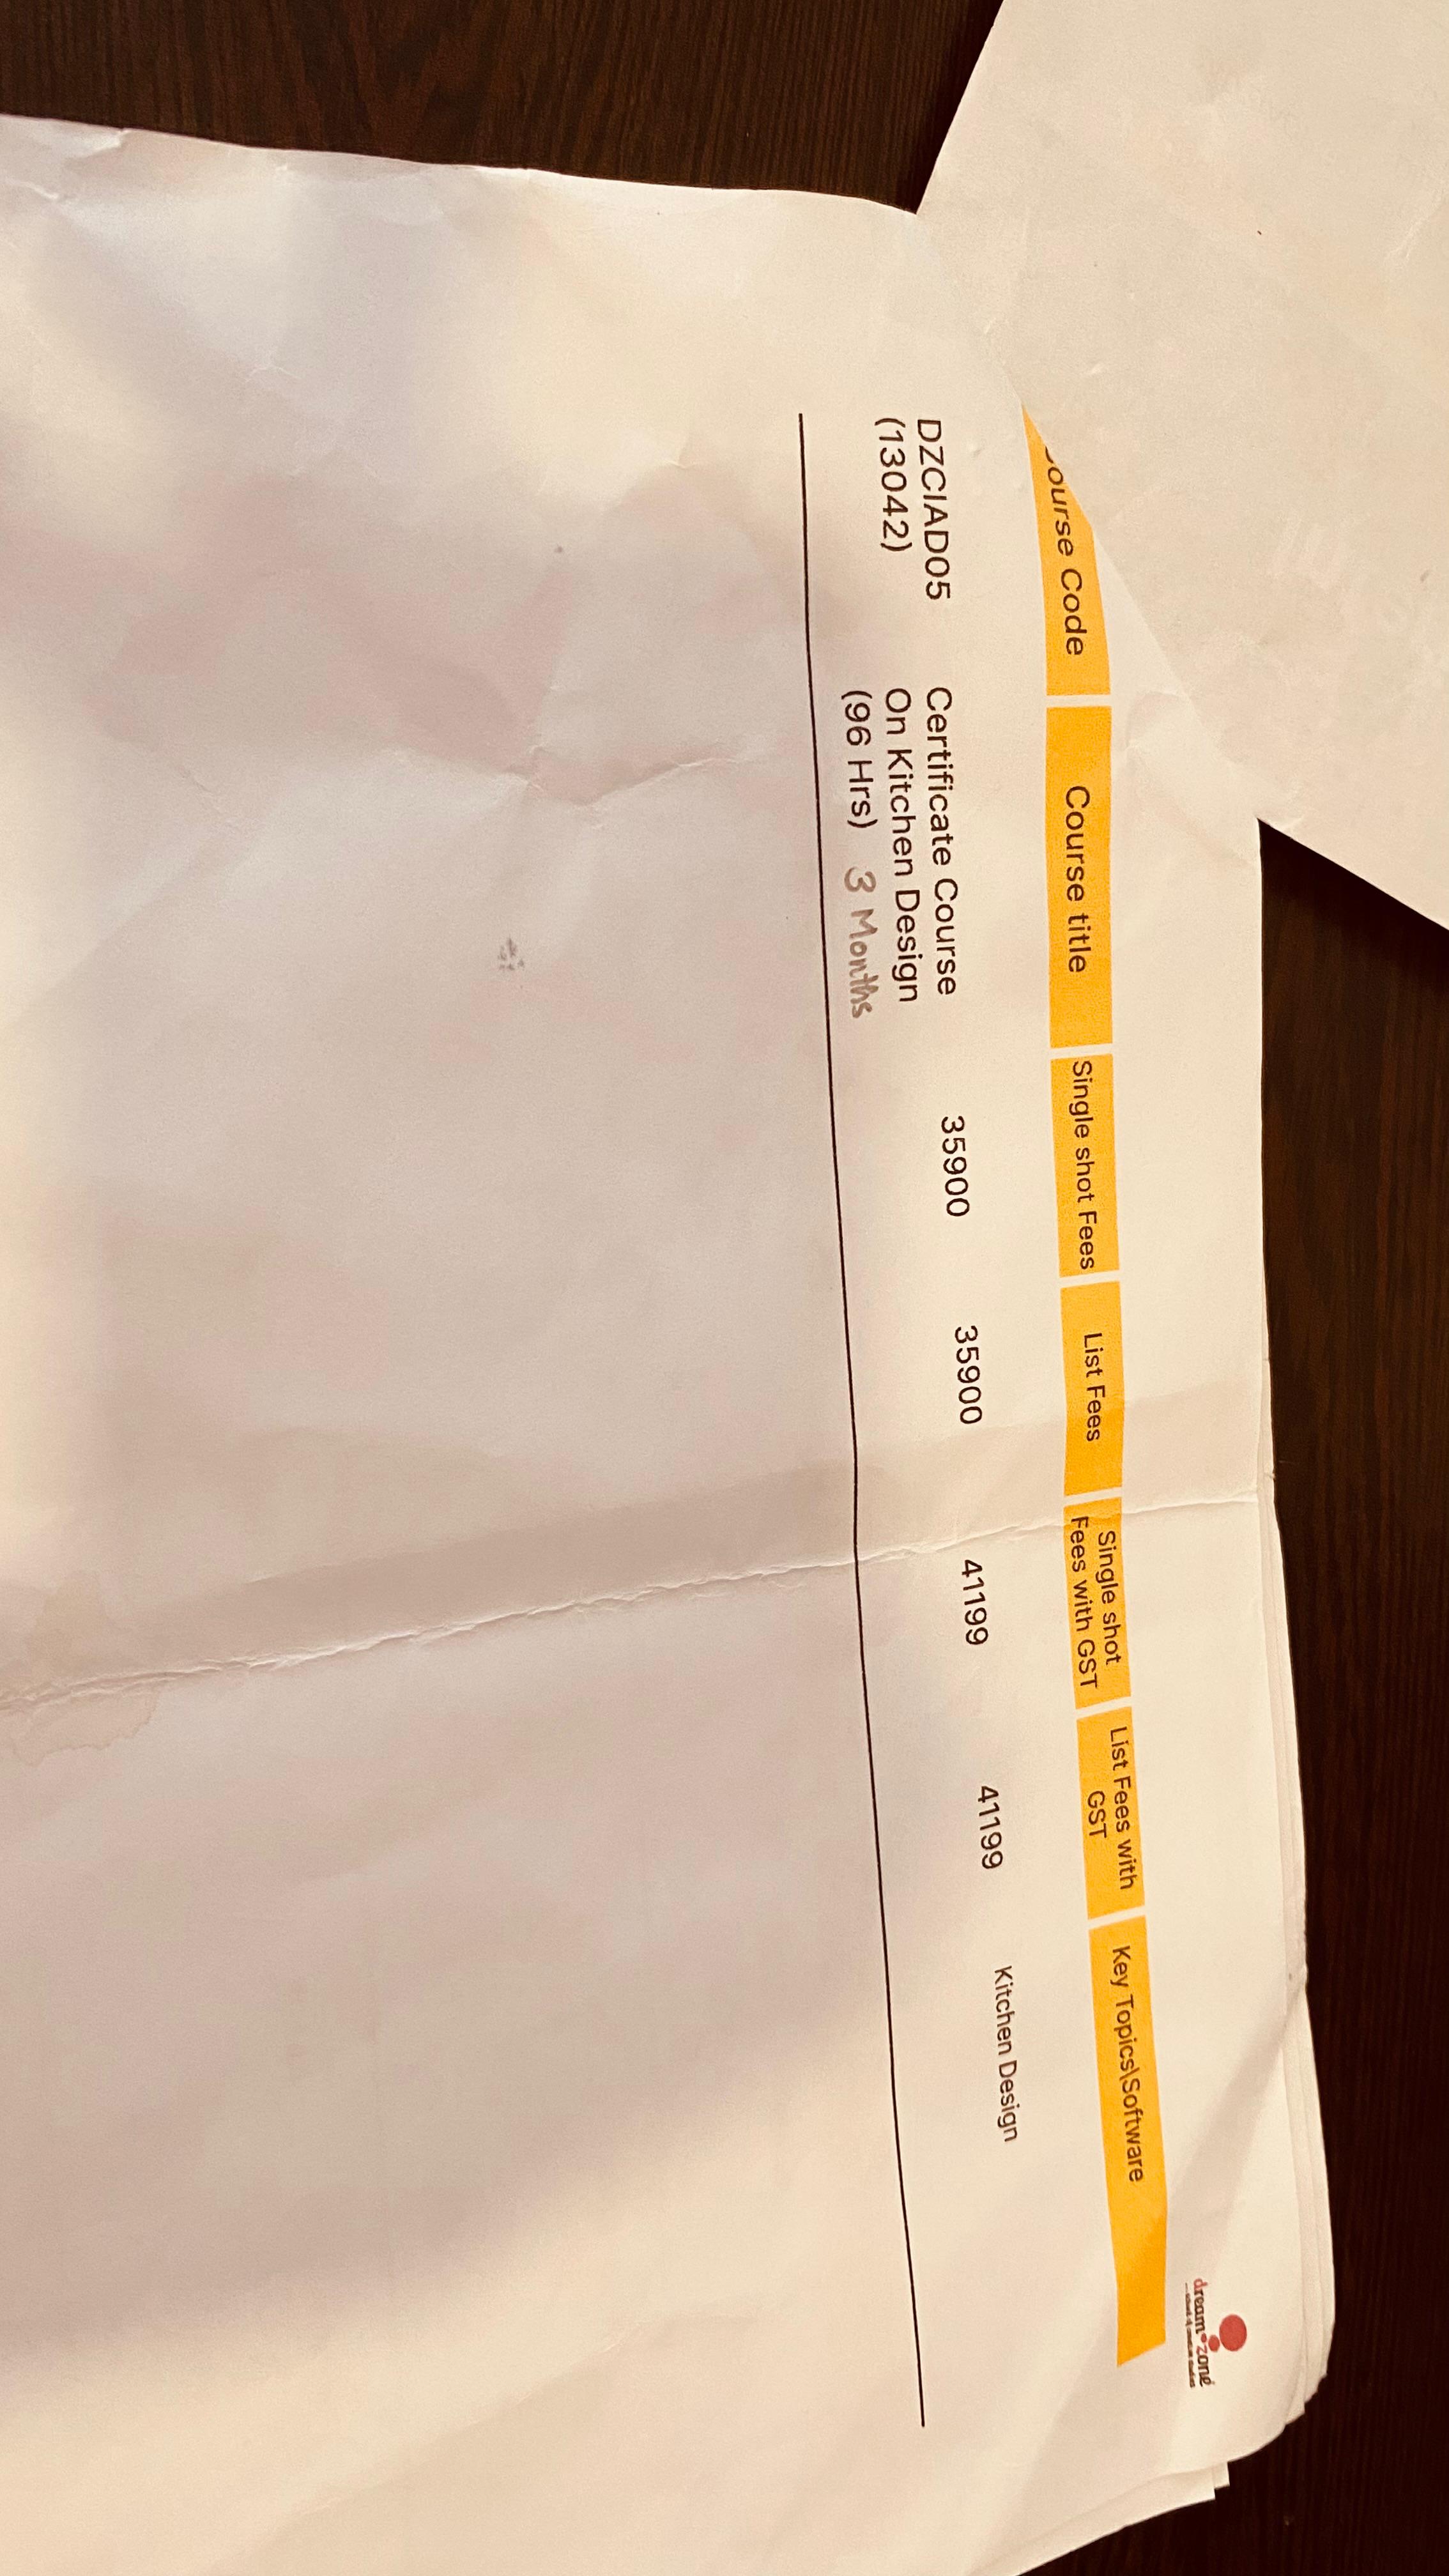 dream zone
Course Code
Course title
Single shot Fees
List Fees
Single shot
Fees with GST
List Fees with
GST
Key Topics\Software
DZCIAD05
(13042)
Certificate Course
On Kitchen Design
(96 Hrs) 3 Months
35900
35900
41199
41199
Kitchen Design